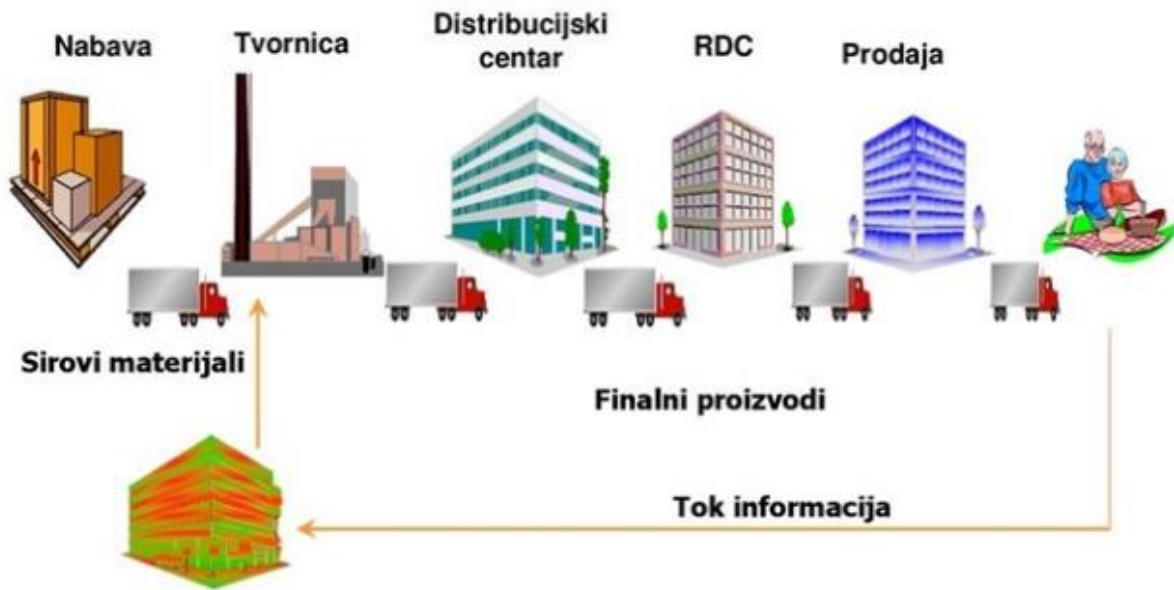 Nabava
Tvornica
Distribucijski
centar
RDC
Prodaja
Sirovi materijali
Finalni proizvodi
Tok informacija